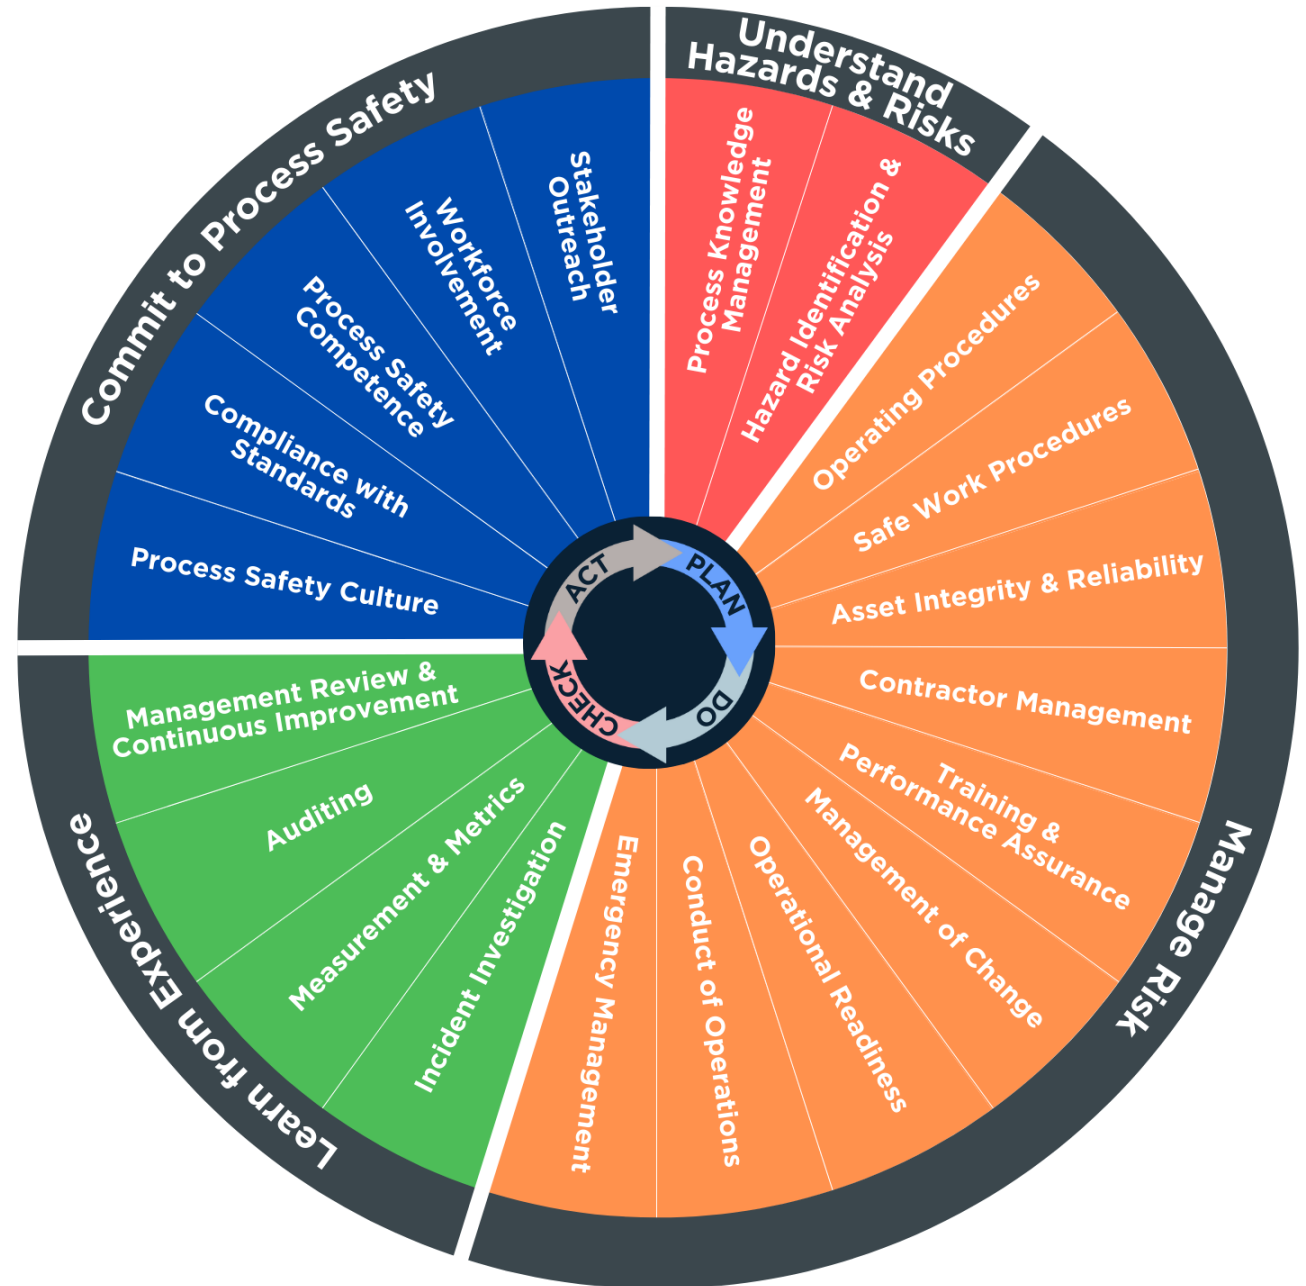 Commit to Process Safety
Process Safety Culture
Compliance with
Standards
Process Safety
Competence
Workforce
Involvement
Stakeholder
Outreach
Understand
Hazards & Risks
Process Knowledge
Management
Hazard Identification &
Risk Analysis
Manage Risk
Operating Procedures
Safe Work Procedures
Asset Integrity & Reliability
Contractor Management
Training &
Performance Assurance
Management of Change
Operational Readiness
Conduct of Operations
Emergency Management
Learn from Experience
Incident Investigation
Measurement & Metrics
Auditing
Management Review &
Continuous Improvement
PLAN
DO
CHECK
ACT